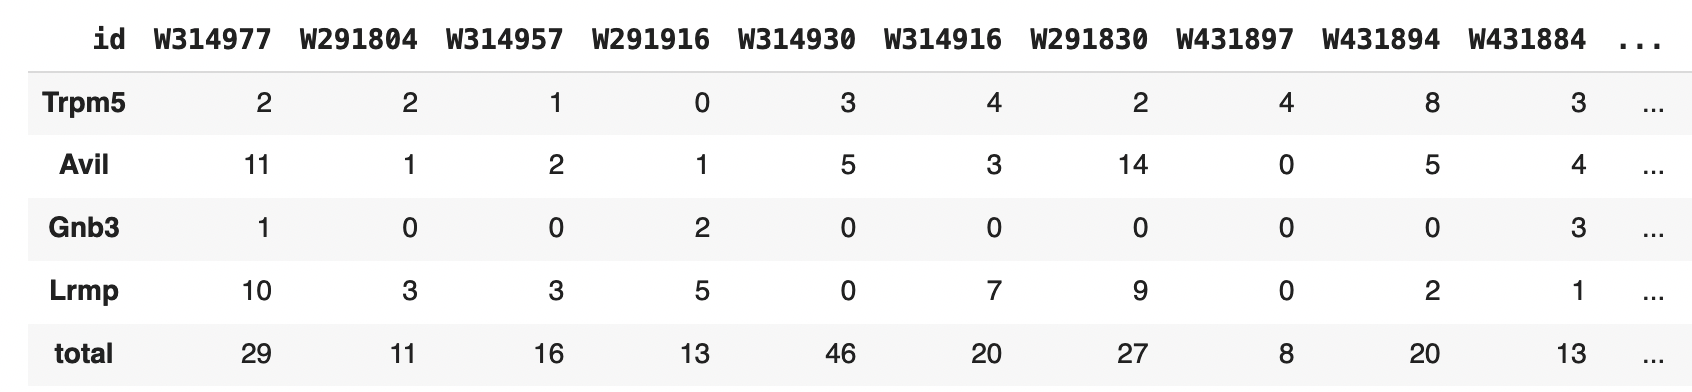 id W314977 W291804 W314957 W291916 W314930 W314916 W291830 W431897 W431894 W431884 ...
Trpm5 2 2 1 0 3 4 2 4 8 3 ...
Avil 11 1 2 1 5 3 14 0 5 4 ...
Gnb3 1 0 0 2 0 0 0 0 0 3 ...
Lrmp 10 3 3 5 0 7 9 0 2 1 ...
total 29 11 16 13 46 20 27 8 20 13 ...